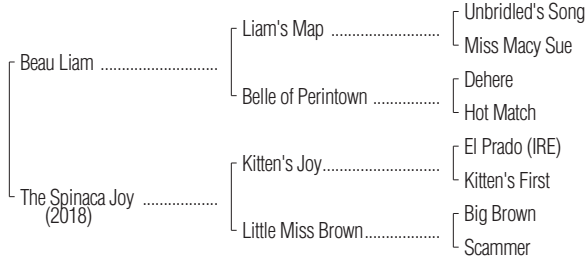 Unbridled's Song
Liam's Map ........................
Miss Macy Sue
Beau Liam ..........................
Dehere
Belle of Perintown ...............
Hot Match
El Prado (IRE)
Kitten's Joy..........................
Kitten's First
The Spinaca Joy .................
(2018)
Big Brown
Little Miss Brown.................
Scammer